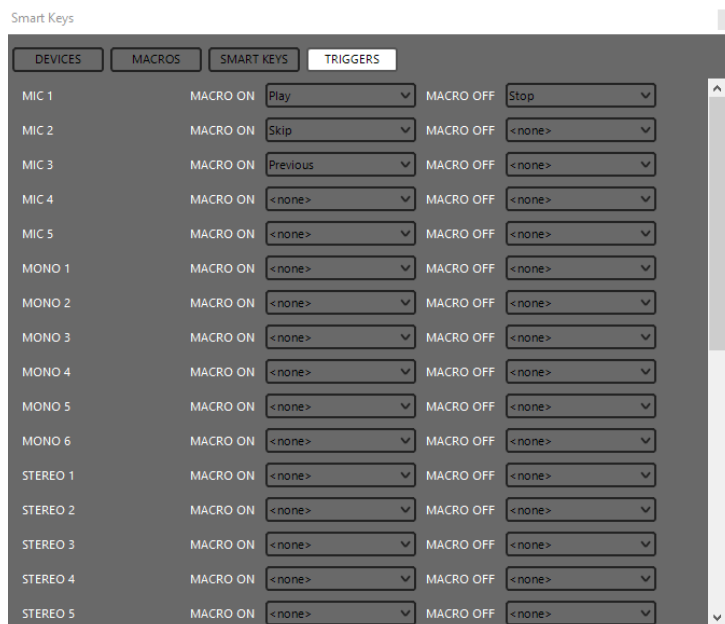 Smart Keys
DEVICES MACROS SMART KEYS TRIGGERS
MIC 1 MACRO ON Play MACRO OFF Stop
MIC 2 MACRO ON Skip MACRO OFF <none>
MIC 3 MACRO ON Previous MACRO OFF <none>
MIC 4 MACRO ON <none> MACRO OFF <none>
MIC 5 MACRO ON <none> MACRO OFF <none>
MONO 1 MACRO ON <none> MACRO OFF <none>
MONO 2 MACRO ON <none> MACRO OFF <none>
MONO 3 MACRO ON <none> MACRO OFF <none>
MONO 4 MACRO ON <none> MACRO OFF <none>
MONO 5 MACRO ON <none> MACRO OFF <none>
MONO 6 MACRO ON <none> MACRO OFF <none>
STEREO 1 MACRO ON <none> MACRO OFF <none>
STEREO 2 MACRO ON <none> MACRO OFF <none>
STEREO 3 MACRO ON <none> MACRO OFF <none>
STEREO 4 MACRO ON <none> MACRO OFF <none>
STEREO 5 MACRO ON <none> MACRO OFF <none>